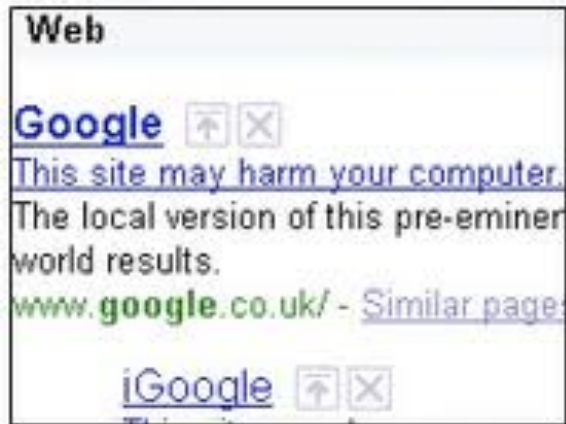 Web
Google
This site may harm your computer.
The local version of this pre-eminen
world results.
www.google.co.uk/ - Similar pages
iGoogle